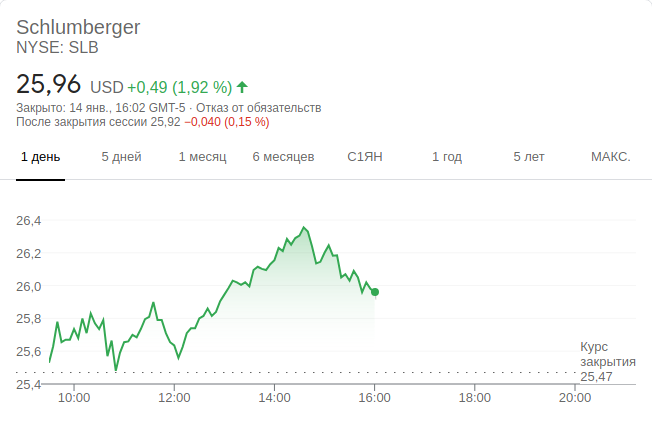 Schlumberger
NYSE: SLB
25,96 USD +0,49 (1,92 %)
Закрыто: 14 янв., 16:02 GMT-5 · Отказ от обязательств
После закрытия сессии 25,92 −0,040 (0,15 %)
1 день 5 дней 1 месяц 6 месяцев С1ЯН 1 год 5 лет МАКС.
26,4
26,2
26,0
25,8
25,6
25,4
Курс
закрытия
25,47
10:00 12:00 14:00 16:00 18:00 20:00